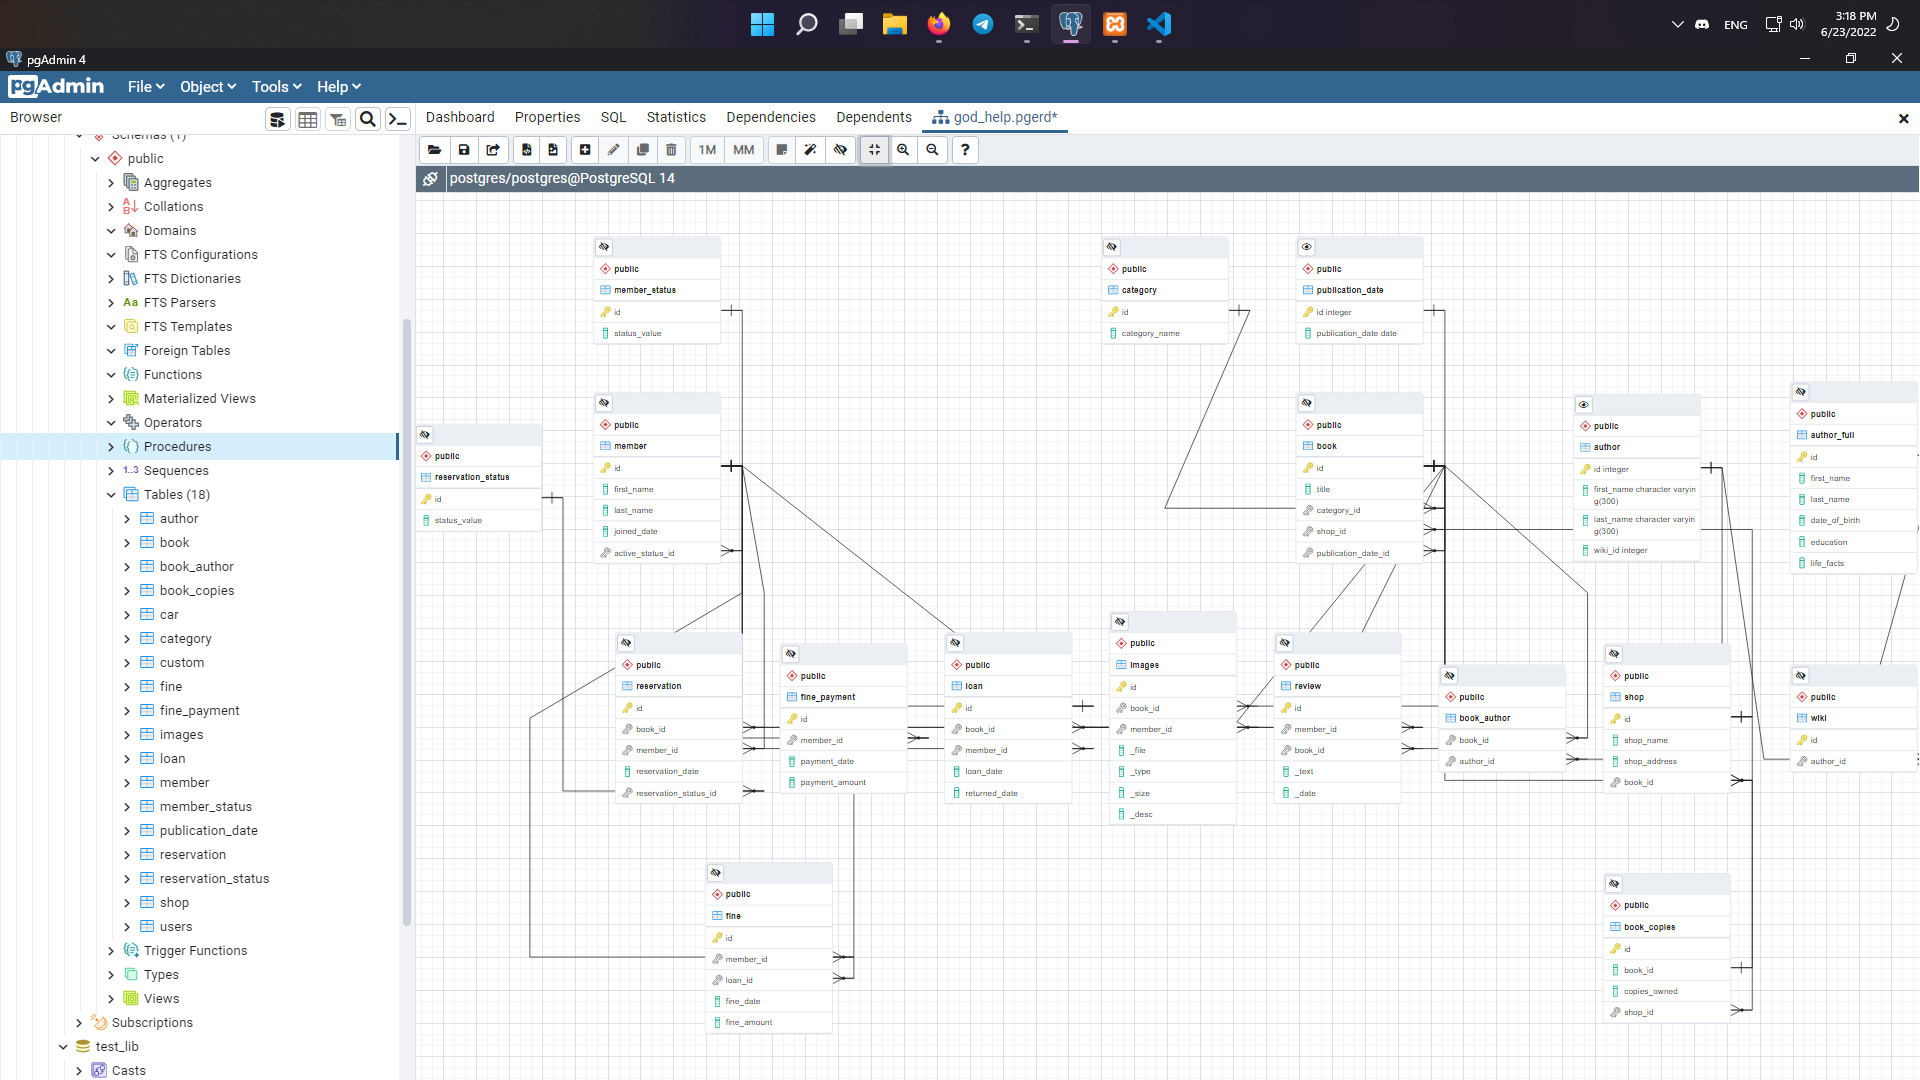 ENG
3:18 PM
6/23/2022
pgAdmin 4
pgAdmin
File
Object
Tools
Help
Browser
Dashboard
Properties
SQL
Statistics
Dependencies
Dependents
god_help.pgerd*
1M
MM
?
postgres/postgres@PostgreSQL 14
Schemas (1)
public
Aggregates
Collations
Domains
FTS Configurations
FTS Dictionaries
Aa FTS Parsers
FTS Templates
Foreign Tables
Functions
Materialized Views
Operators
Procedures
1..3 Sequences
Tables (18)
author
book
book_author
book_copies
car
category
custom
fine
fine_payment
images
loan
member
member_status
publication_date
reservation
reservation_status
shop
users
Trigger Functions
Types
Views
Subscriptions
test_lib
Casts
public
member_status
id
status_value
public
category
id
category_name
public
publication_date
id integer
publication_date date
public
reservation_status
id
status_value
public
member
id
first_name
last_name
joined_date
active_status_id
public
book
id
title
category_id
shop_id
publication_date_id
public
author
id integer
first_name character varyin
g(300)
last_name character varyin
g(300)
wiki_id integer
public
author_full
id
first_name
last_name
date_of_birth
education
life_facts
public
reservation
id
book_id
member_id
reservation_date
reservation_status_id
public
fine_payment
id
member_id
payment_date
payment_amount
public
loan
id
book_id
member_id
loan_date
returned_date
public
images
id
book_id
member_id
_file
_type
_size
_desc
public
review
id
member_id
book_id
_text
_date
public
book_author
book_id
author_id
public
shop
id
shop_name
shop_address
book_id
public
wiki
id
author_id
public
fine
id
member_id
loan_id
fine_date
fine_amount
public
book_copies
id
book_id
copies_owned
shop_id